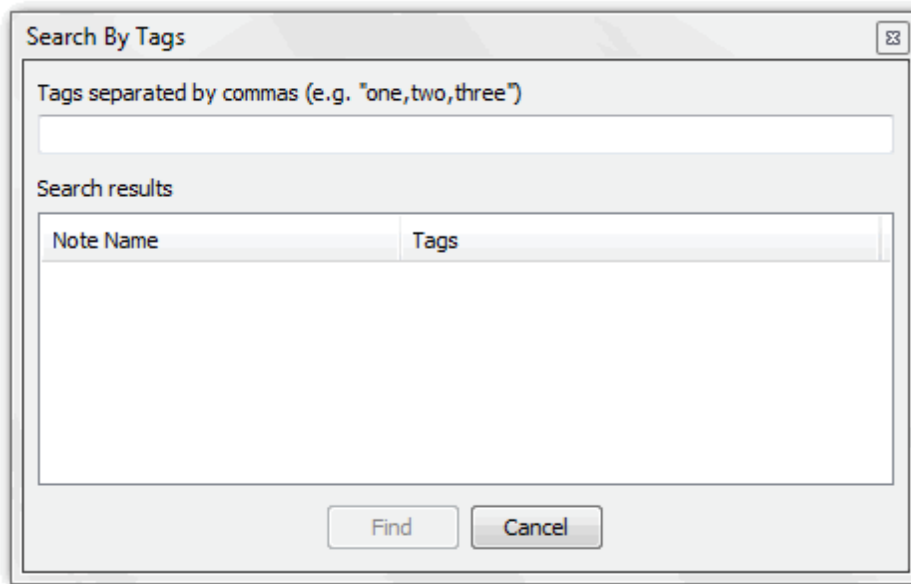 Search By Tags
Tags separated by commas (e.g. "one,two,three")
Search results
Note Name Tags
Find Cancel